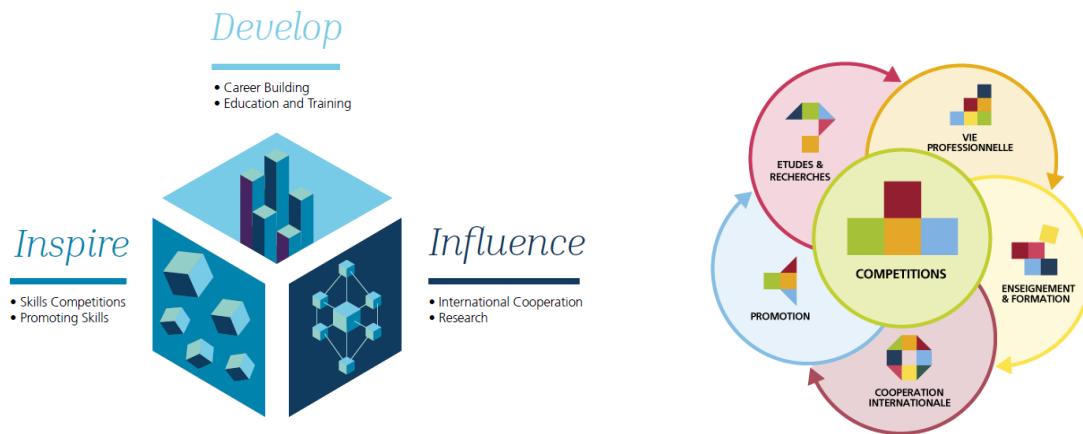 Develop
• Career Building
• Education and Training
Inspire
• Skills Competitions
• Promoting Skills
Influence
• International Cooperation
• Research
ETUDES &
RECHERCHES
VIE
PROFESSIONNELLE
COMPETITIONS
PROMOTION
ENSEIGNEMENT
& FORMATION
COOPERATION
INTERNATIONALE